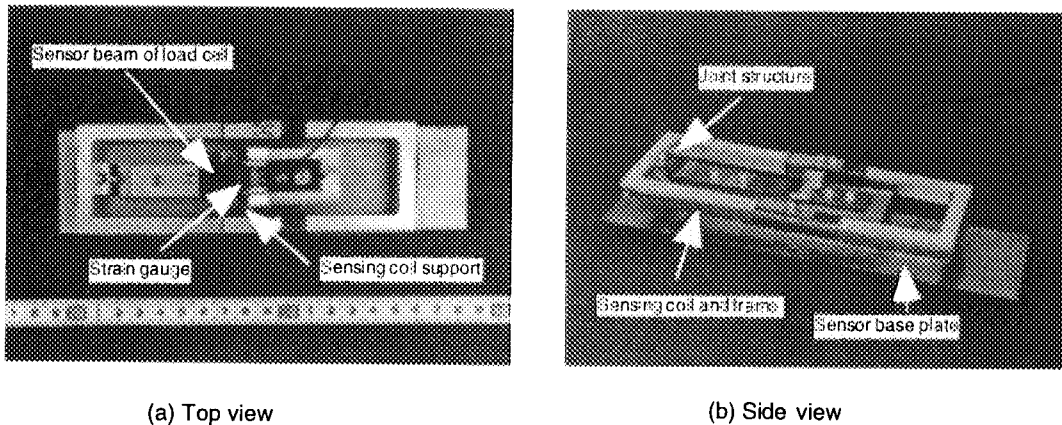 Sensor beam of load cell
Strain gauge
Sensing coil support
(a) Top view
Joint structure
Sensing coil and frame
Sensor base plate
(b) Side view